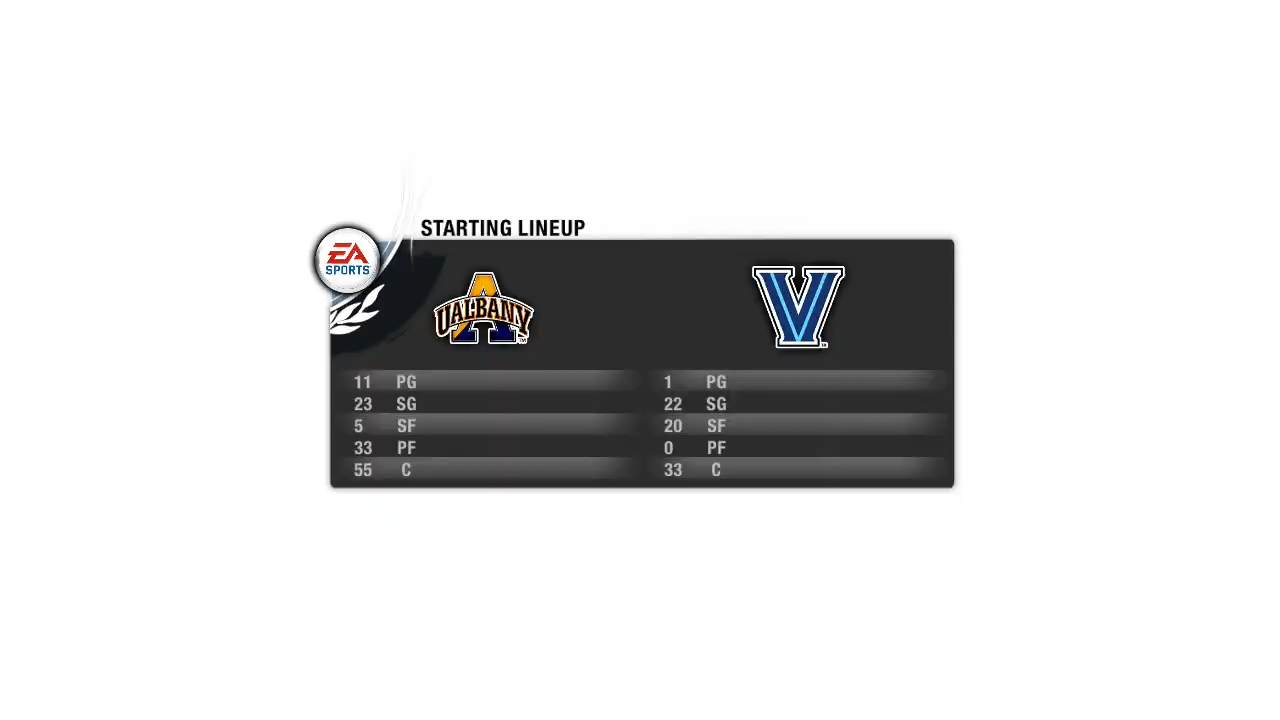 STARTING LINEUP
EA
SPORTS
UALBANY
V
11 PG
23 SG
5 SF
33 PF
55 C
1 PG
22 SG
20 SF
0 PF
33 C